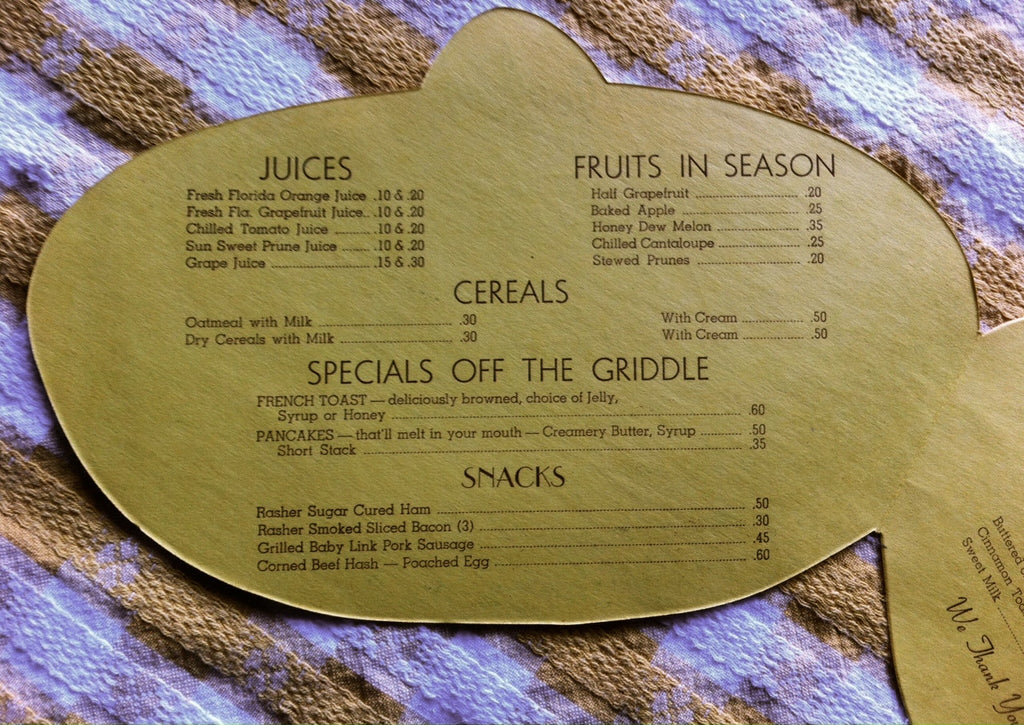 JUICES
Fresh Florida Orange Juice .10 & .20
Fresh Fla. Grapefruit Juice .. .10 & .20
Chilled Tomato Juice .......... .10 & .20
Sun Sweet Prune Juice ....... .10 & .20
Grape Juice .......................... .15 & .30
FRUITS IN SEASON
Half Grapefruit .......................... .20
Baked Apple ............................. .25
Honey Dew Melon .................... .35
Chilled Cantaloupe .................... .25
Stewed Prunes .......................... .20
CEREALS
Oatmeal with Milk .................................. .30 With Cream ............... .50
Dry Cereals with Milk ............................ .30 With Cream ............... .50
SPECIALS OFF THE GRIDDLE
FRENCH TOAST — deliciously browned, choice of Jelly,
Syrup or Honey ........................................ .60
PANCAKES — that'll melt in your mouth — Creamery Butter, Syrup .......... .50
Short Stack ........................................ .35
SNACKS
Rasher Sugar Cured Ham ........................................ .50
Rasher Smoked Sliced Bacon (3) ........................................ .30
Grilled Baby Link Pork Sausage ........................................ .45
Corned Beef Hash — Poached Egg ........................................ .60
Buttered
Cinnamon
Sweet Milk ..........
We Thank